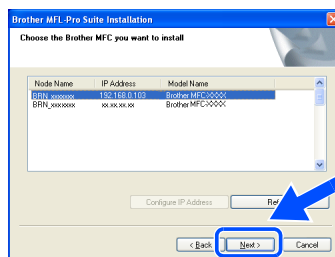 Brother MFL-Pro Suite Installation
Choose the Brother MFC you want to install
Node Name IP Address Model Name
BRN_xxxxxxx 192.168.0.103 Brother MFC-XXXX
BRN_xxxxxxx xx.xx.xx.xx Brother MFC-XXXX
Configure IP Address
< Back Next > Cancel